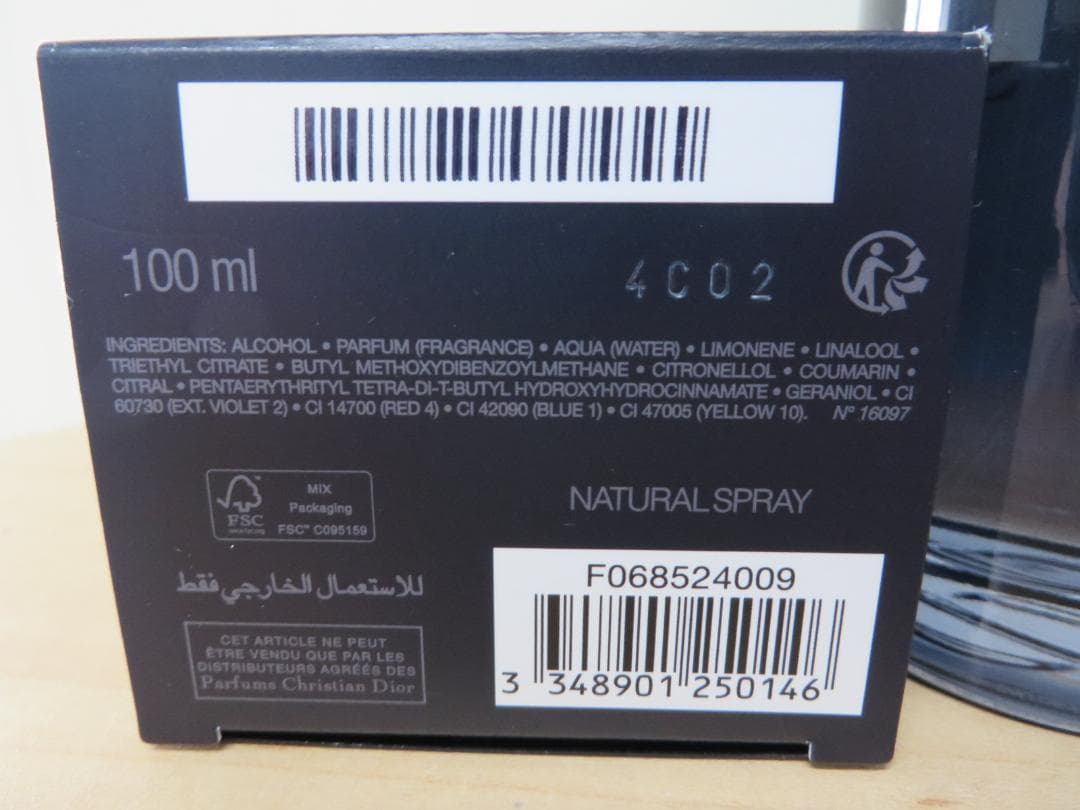 100 ml
4C02
INGREDIENTS: ALCOHOL • PARFUM (FRAGRANCE) • AQUA (WATER) • LIMONENE • LINALOOL •
TRIETHYL CITRATE • BUTYL METHOXYDIBENZOYLMETHANE • CITRONELLOL • COUMARIN •
CITRAL • PENTAERYTHRITYL TETRA-DI-T-BUTYL HYDROXYHYDROCINNAMATE • GERANIOL • CI
60730 (EXT. VIOLET 2) • CI 14700 (RED 4) • CI 42090 (BLUE 1) • CI 47005 (YELLOW 10). N° 16097
FSC
MIX
Packaging
FSC™ C095159
NATURAL SPRAY
للاستعمال الخارجي فقط
CET ARTICLE NE PEUT
ÊTRE VENDU QUE PAR LES
DISTRIBUTEURS AGRÉÉS DES
Parfums Christian Dior
F068524009
3 348901 250146